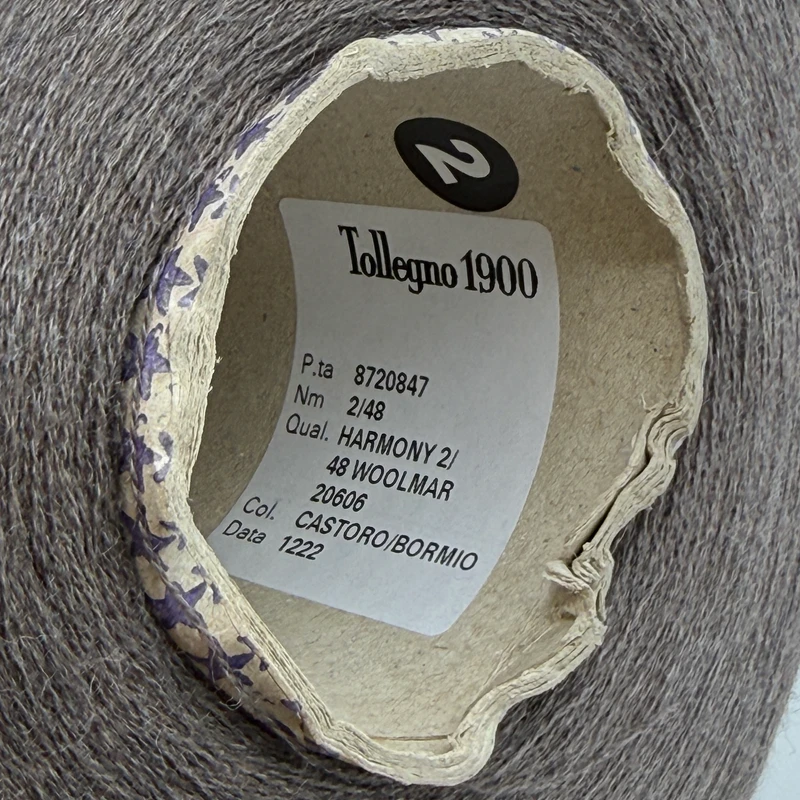 2
Tollegno 1900
P.ta 8720847
Nm 2/48
Qual. HARMONY 2/
48 WOOLMAR
20606
Col. CASTORO/BORMIO
Data 1222